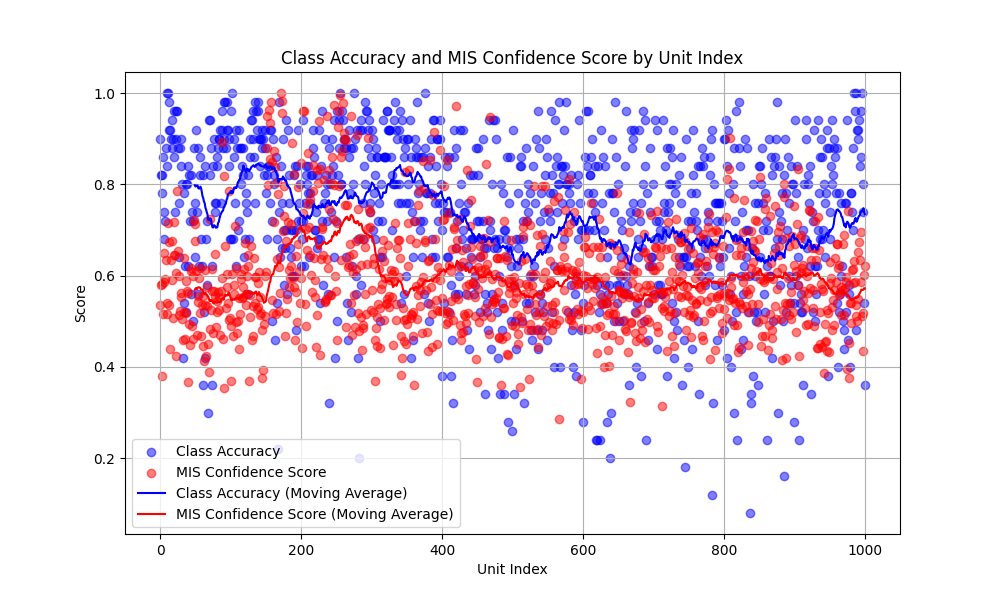 Class Accuracy and MIS Confidence Score by Unit Index
1.0
0.8
0.6
0.4
0.2
Score
Class Accuracy
MIS Confidence Score
Class Accuracy (Moving Average)
MIS Confidence Score (Moving Average)
0 200 400 600 800 1000
Unit Index